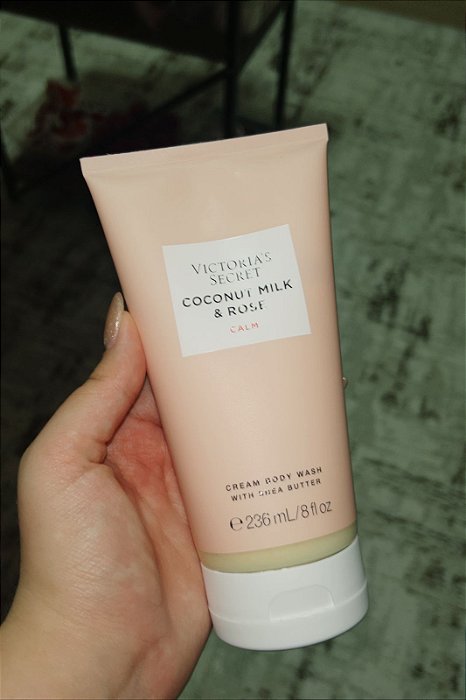 VICTORIA'S
SECRET
COCONUT MILK
& ROSE
CALM
CREAM BODY WASH
WITH SHEA BUTTER
℮236 mL/8 fl oz